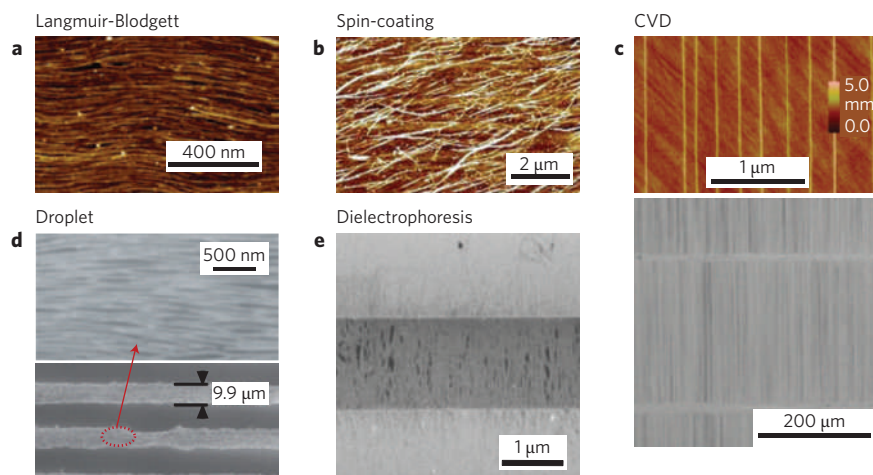 Langmuir-Blodgett
a
400 nm
Spin-coating
b
2 µm
CVD
c
5.0
mm
0.0
1 µm
200 µm
Droplet
d
500 nm
9.9 µm
Dielectrophoresis
e
1 µm